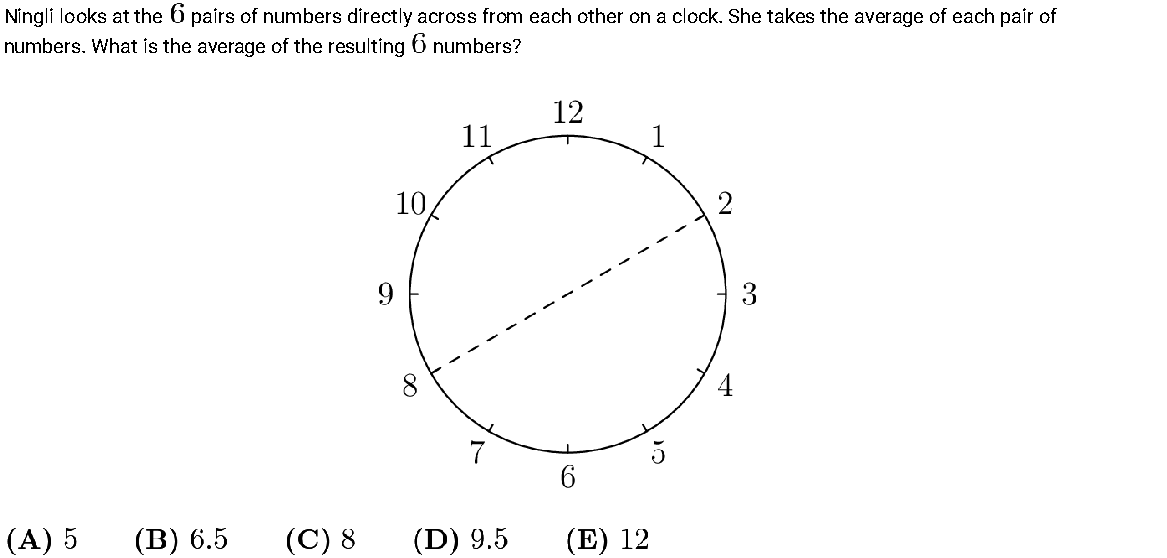 Ningli looks at the 6 pairs of numbers directly across from each other on a clock. She takes the average of each pair of
numbers. What is the average of the resulting 6 numbers?
12
11 1
10 2
9 3
8 4
7 5
6
(A) 5 (B) 6.5 (C) 8 (D) 9.5 (E) 12